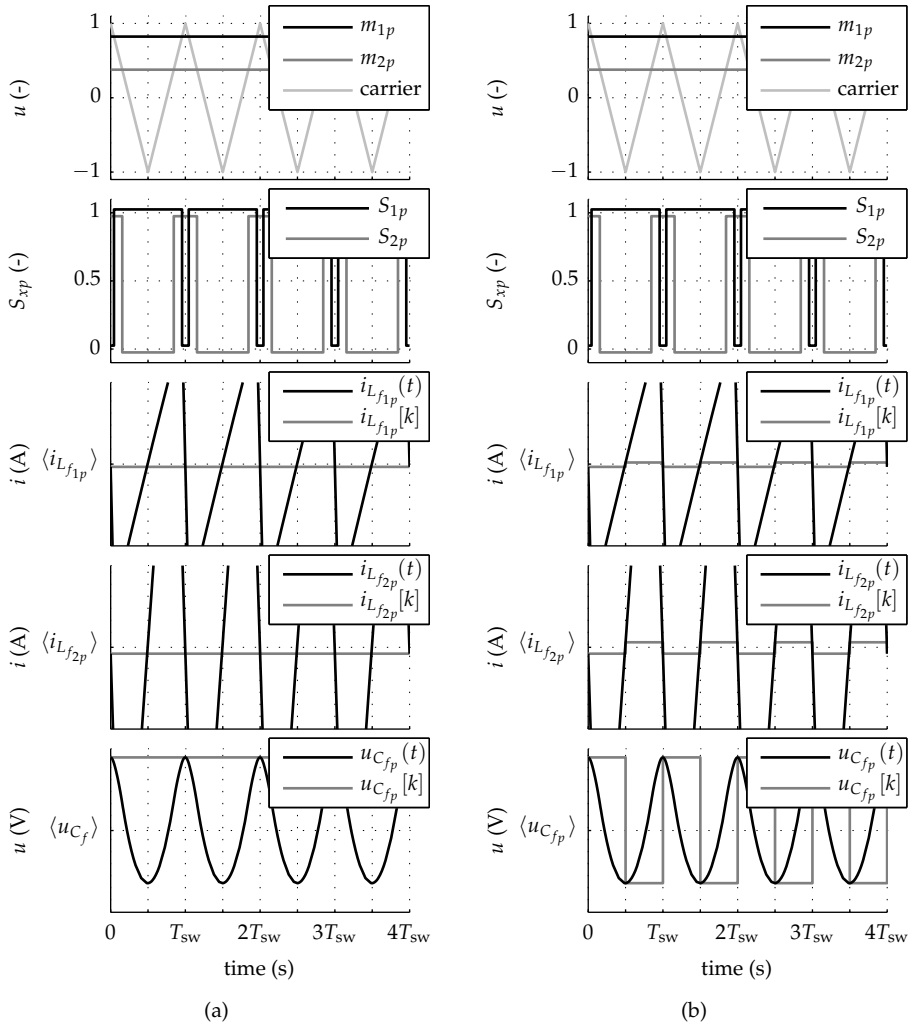 1
0
−1
u (-)
m1p
m2p
carrier
1
0.5
0
Sxp (-)
S1p
S2p
i (A)
⟨iLf1p⟩
iLf1p(t)
iLf1p[k]
i (A)
⟨iLf2p⟩
iLf2p(t)
iLf2p[k]
u (V)
⟨uCf⟩
uCfp(t)
uCfp[k]
0 Tsw 2Tsw 3Tsw 4Tsw
time (s)
(a)
1
0
−1
u (-)
m1p
m2p
carrier
1
0.5
0
Sxp (-)
S1p
S2p
i (A)
⟨iLf1p⟩
iLf1p(t)
iLf1p[k]
i (A)
⟨iLf2p⟩
iLf2p(t)
iLf2p[k]
u (V)
⟨uCfp⟩
uCfp(t)
uCfp[k]
0 Tsw 2Tsw 3Tsw 4Tsw
time (s)
(b)